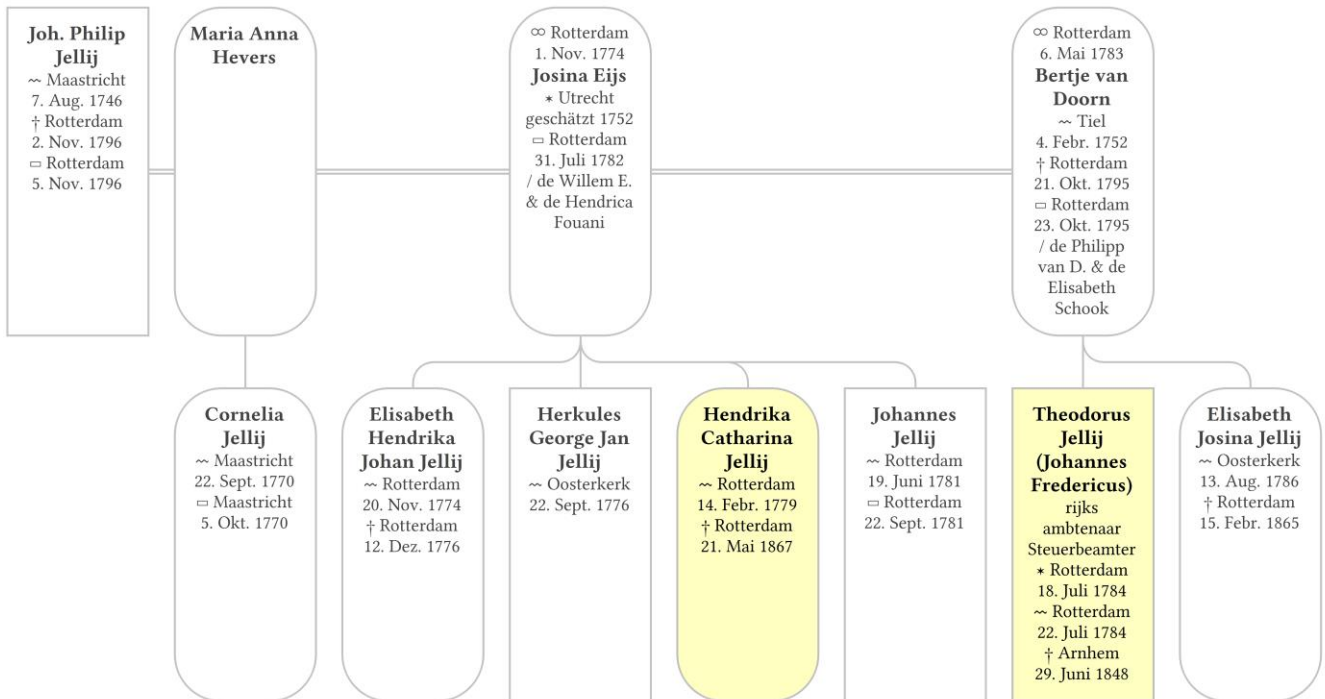 Joh. Philip
Jellij
~ Maastricht
7. Aug. 1746
† Rotterdam
2. Nov. 1796
▭ Rotterdam
5. Nov. 1796
Maria Anna
Hevers
∞ Rotterdam
1. Nov. 1774
Josina Eijs
* Utrecht
geschätzt 1752
▭ Rotterdam
31. Juli 1782
/ de Willem E.
& de Hendrica
Fouani
∞ Rotterdam
6. Mai 1783
Bertje van
Doorn
~ Tiel
4. Febr. 1752
† Rotterdam
21. Okt. 1795
▭ Rotterdam
23. Okt. 1795
/ de Philipp
van D. & de
Elisabeth
Schook
Cornelia
Jellij
~ Maastricht
22. Sept. 1770
▭ Maastricht
5. Okt. 1770
Elisabeth
Hendrika
Johan Jellij
~ Rotterdam
20. Nov. 1774
† Rotterdam
12. Dez. 1776
Herkules
George Jan
Jellij
~ Oosterkerk
22. Sept. 1776
Hendrika
Catharina
Jellij
~ Rotterdam
14. Febr. 1779
† Rotterdam
21. Mai 1867
Johannes
Jellij
~ Rotterdam
19. Juni 1781
▭ Rotterdam
22. Sept. 1781
Theodorus
Jellij
(Johannes
Fredericus)
rijks
ambtenaar
Steuerbeamter
* Rotterdam
18. Juli 1784
~ Rotterdam
22. Juli 1784
† Arnhem
29. Juni 1848
Elisabeth
Josina Jellij
~ Oosterkerk
13. Aug. 1786
† Rotterdam
15. Febr. 1865